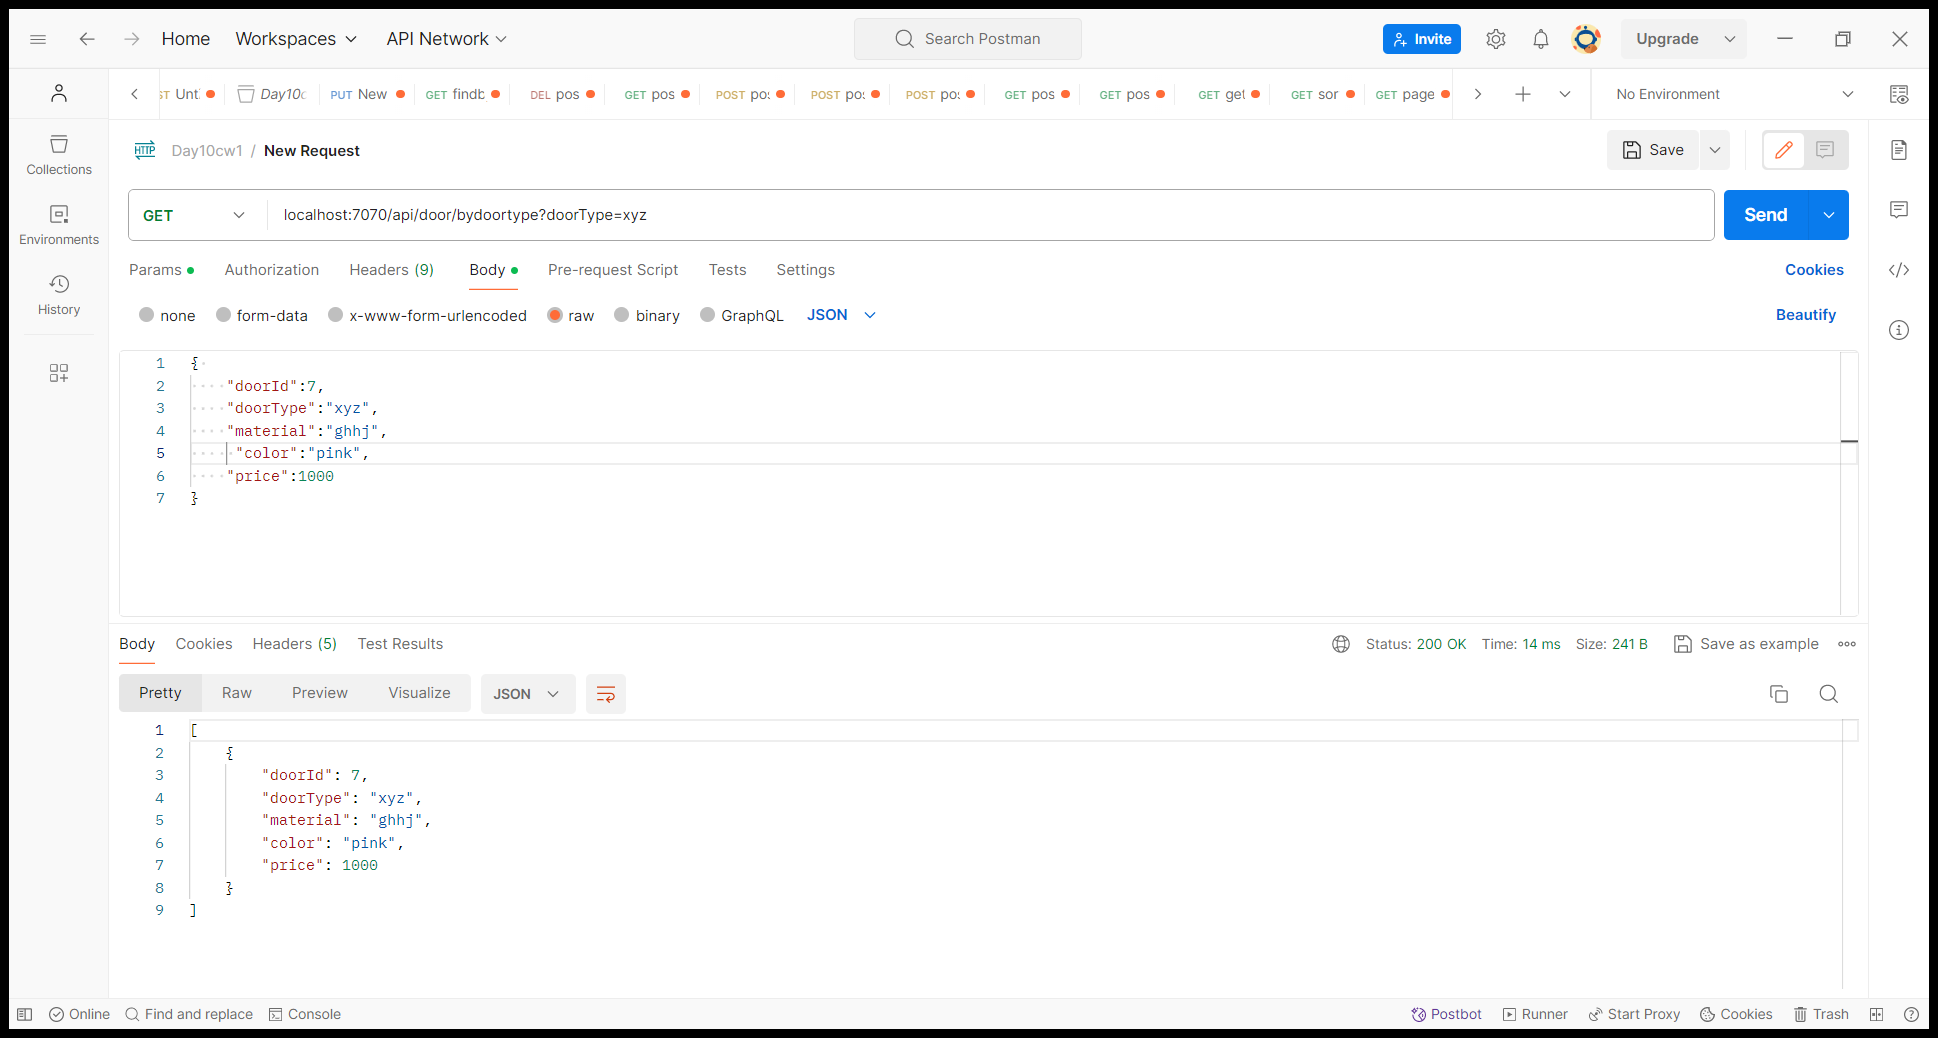 Home Workspaces API Network Search Postman Invite Upgrade
ST Unt Day10c PUT New GET findb DEL pos GET pos POST pos POST pos POST pos GET pos GET pos GET get GET sor GET page No Environment
Day10cw1 / New Request Save
HTTP
GET localhost:7070/api/door/bydoortype?doorType=xyz Send
Params Authorization Headers (9) Body Pre-request Script Tests Settings Cookies
none form-data x-www-form-urlencoded raw binary GraphQL JSON Beautify
Collections
Environments
History
1 {
2 "doorId":7,
3 "doorType":"xyz",
4 "material":"ghhj",
5 "color":"pink",
6 "price":1000
7 }
Body Cookies Headers (5) Test Results Status: 200 OK Time: 14 ms Size: 241 B Save as example
Pretty Raw Preview Visualize JSON
1 [
2 {
3 "doorId": 7,
4 "doorType": "xyz",
5 "material": "ghhj",
6 "color": "pink",
7 "price": 1000
8 }
9 ]
Online Find and replace Console Postbot Runner Start Proxy Cookies Trash